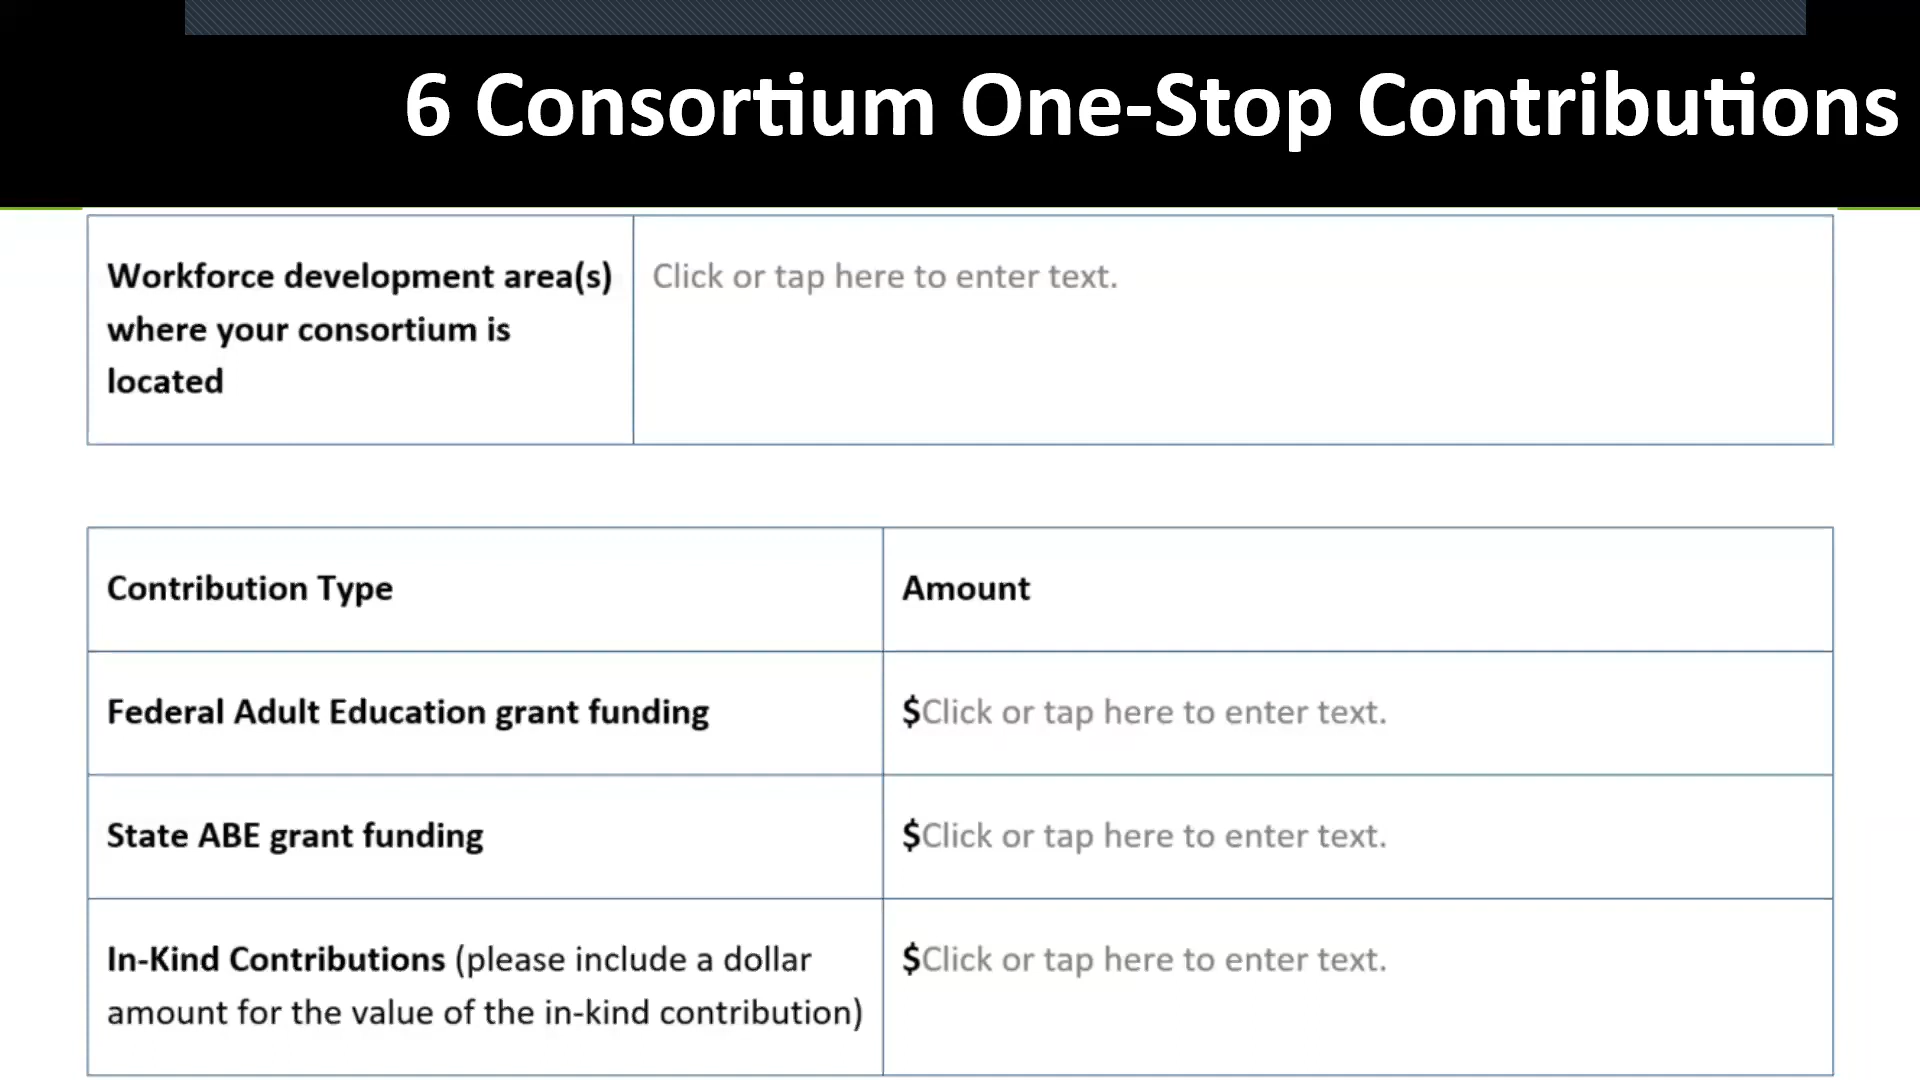 6 Consortium One-Stop Contributions
Workforce development area(s)
where your consortium is
located
Click or tap here to enter text.
Contribution Type
Amount
Federal Adult Education grant funding
$Click or tap here to enter text.
State ABE grant funding
$Click or tap here to enter text.
In-Kind Contributions (please include a dollar
amount for the value of the in-kind contribution)
$Click or tap here to enter text.